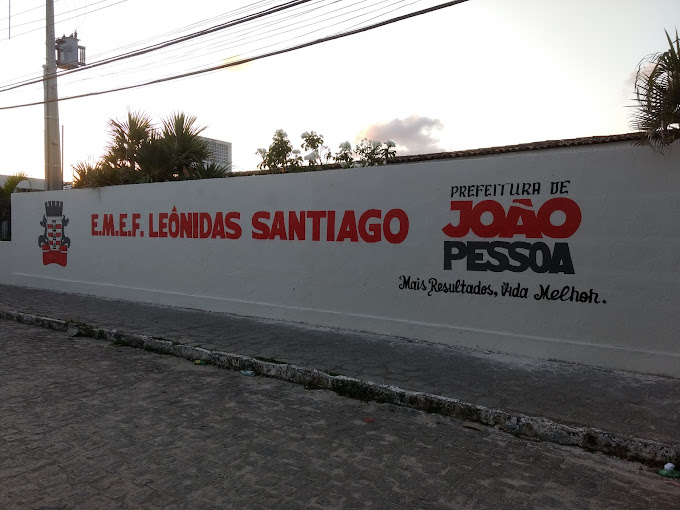 E.M.E.F. LEÔNIDAS SANTIAGO
PREFEITURA DE
JOÃO
PESSOA
Mais Resultados, Vida Melhor.